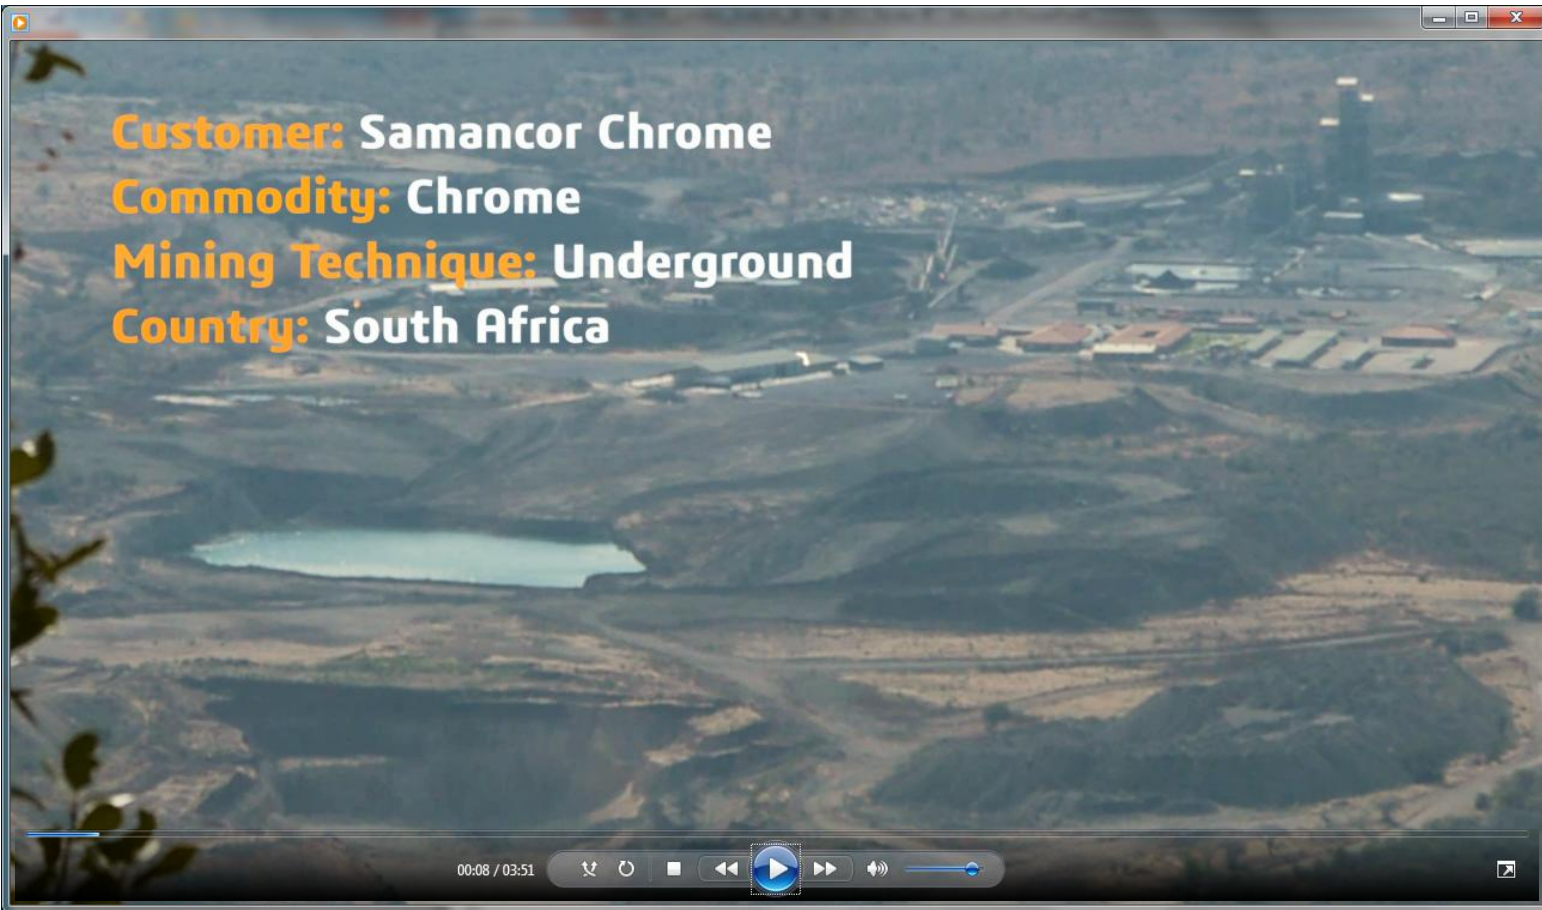 Customer: Samancor Chrome
Commodity: Chrome
Mining Technique: Underground
Country: South Africa
00:08 / 03:51